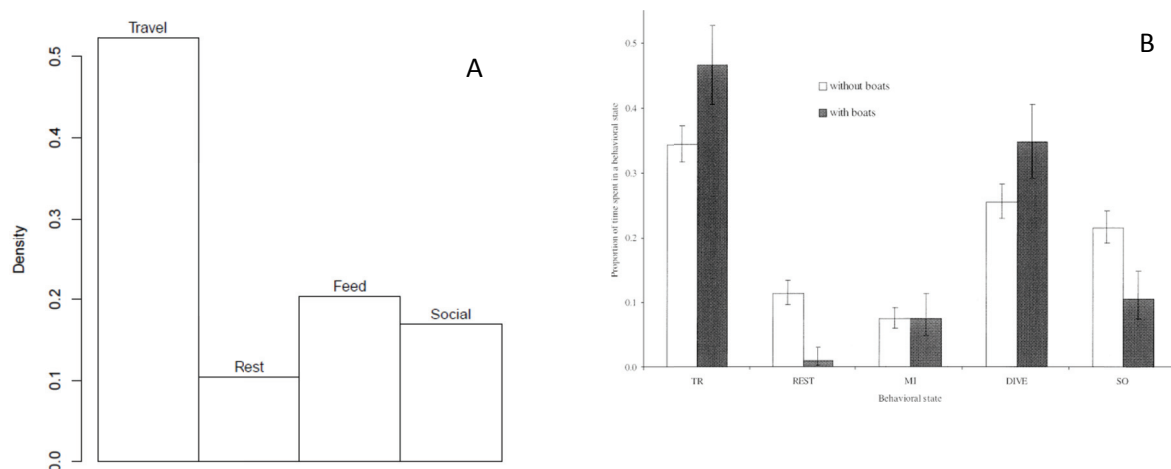 A
Density
0.5
0.4
0.3
0.2
0.1
0.0
Travel
Rest
Feed
Social
B
Proportion of time spent in a behavioral state
0.5
0.4
0.3
0.2
0.1
0.0
without boats
with boats
TR REST MI DIVE SO
Behavioral state